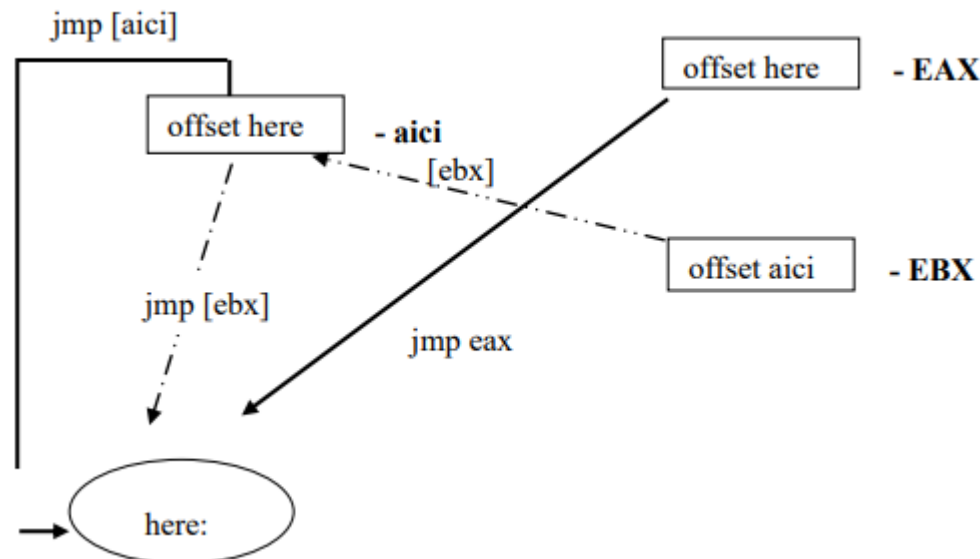 jmp [aici]
offset here - EAX
offset here - aici
[ebx]
offset aici - EBX
jmp [ebx]
jmp eax
here: